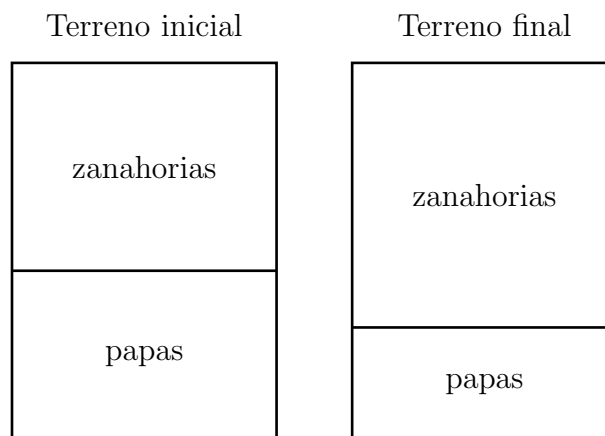 Terreno inicial
Terreno final
zanahorias
zanahorias
papas
papas